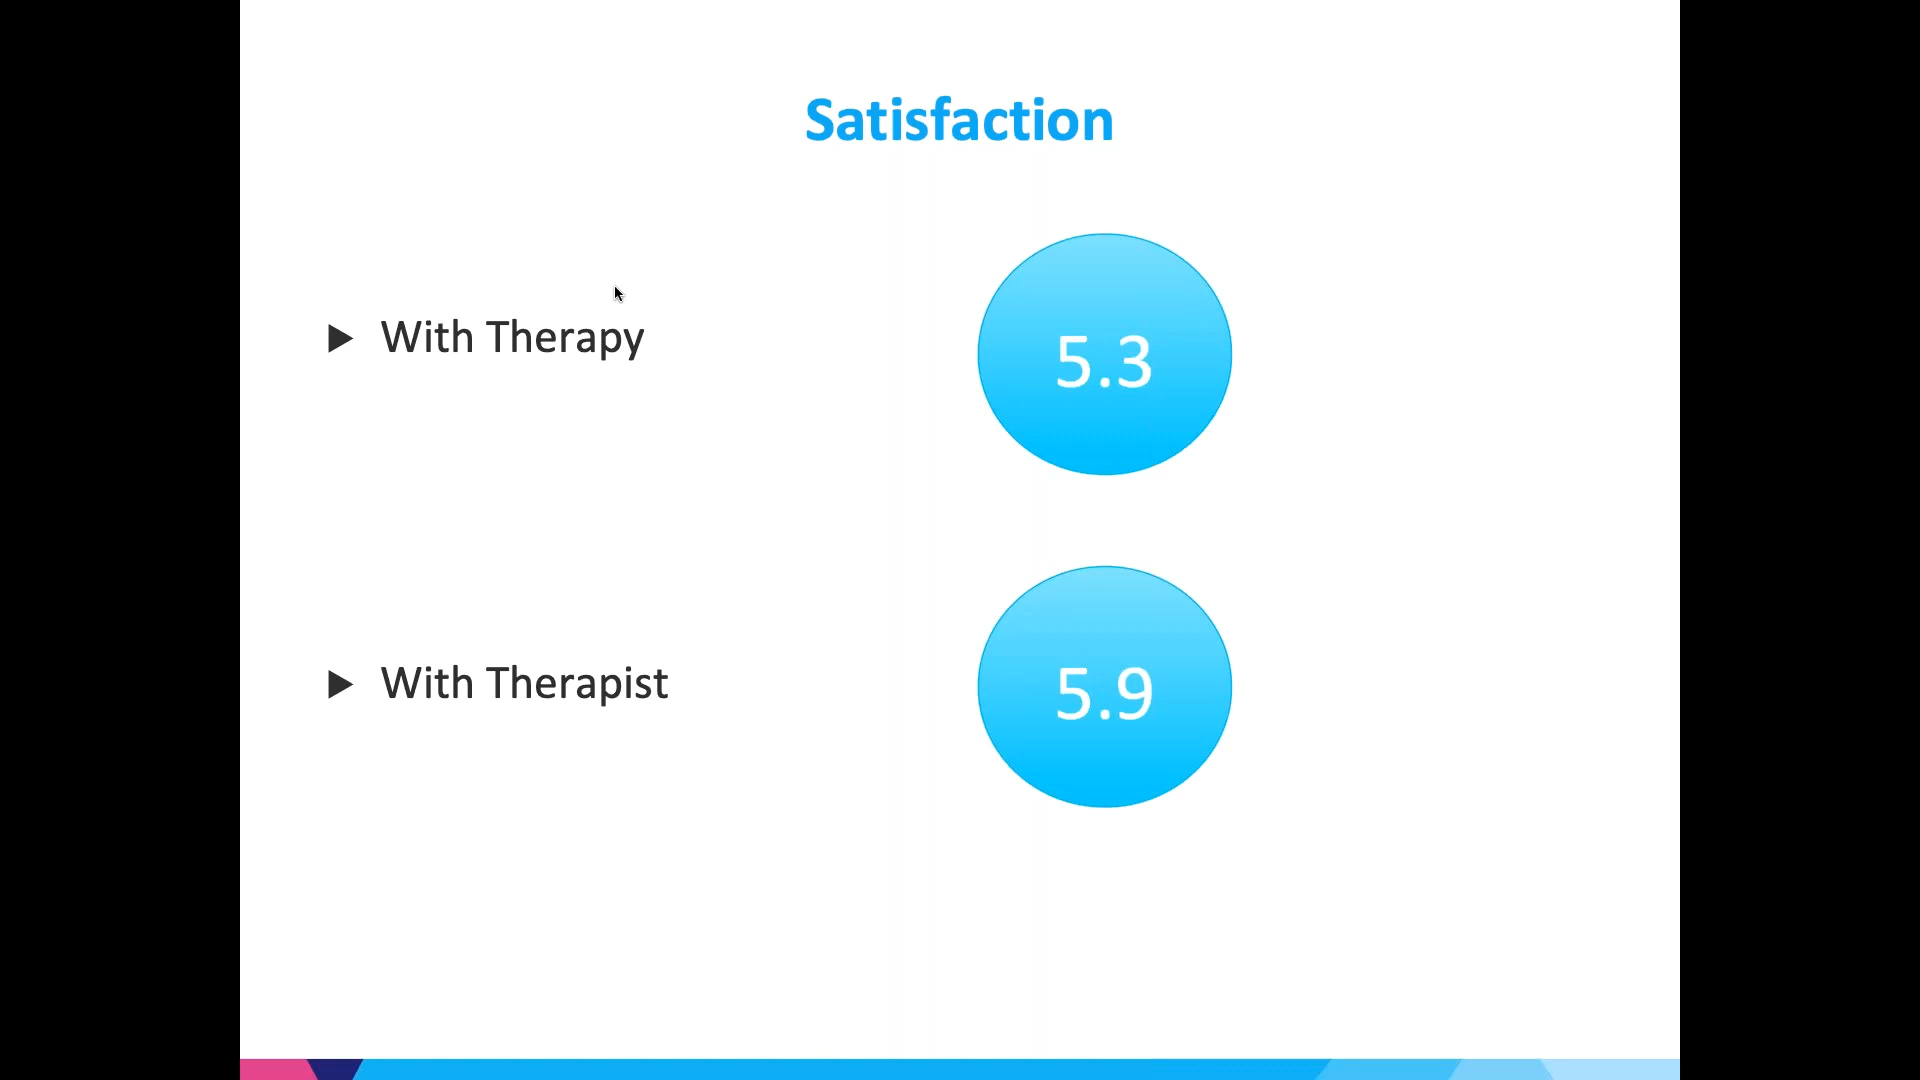 Satisfaction
With Therapy
5.3
With Therapist
5.9